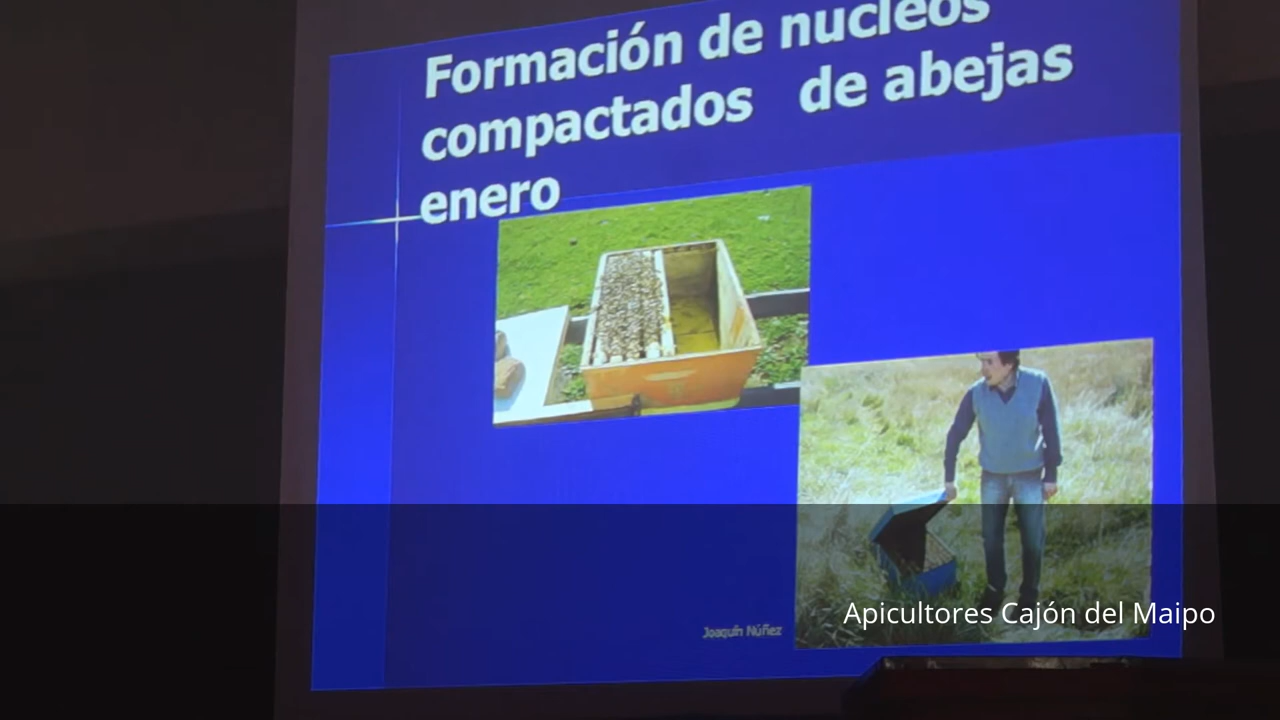 Formación de nucleos
compactados de abejas
enero
Joaquín Núñez
Apicultores Cajón del Maipo